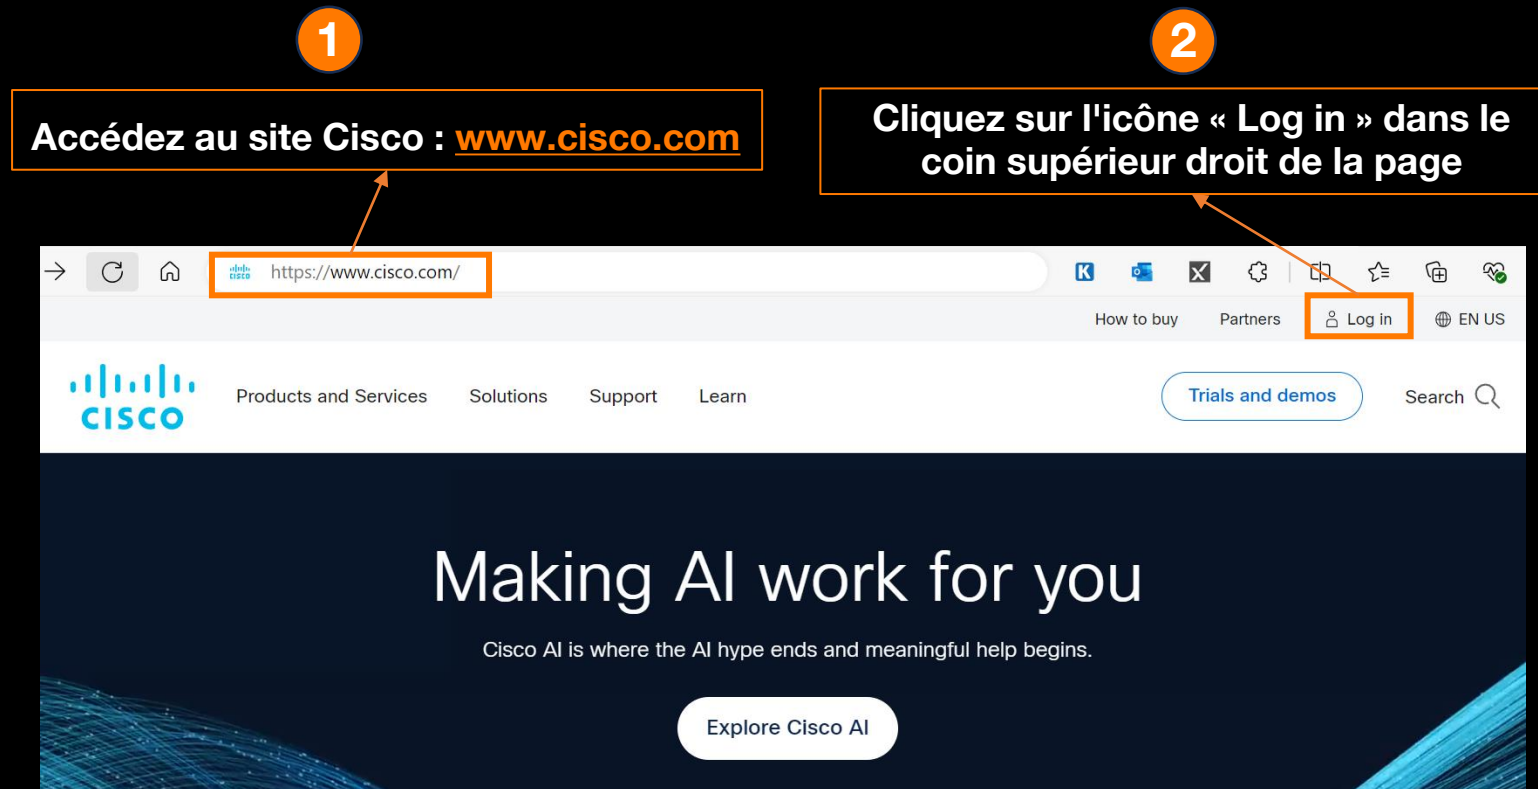 1
2
Accédez au site Cisco : www.cisco.com
Cliquez sur l'icône « Log in » dans le
coin supérieur droit de la page
CISCO https://www.cisco.com/
K
How to buy Partners Log in EN US
CISCO
Products and Services Solutions Support Learn Trials and demos Search
Making AI work for you
Cisco AI is where the AI hype ends and meaningful help begins.
Explore Cisco AI